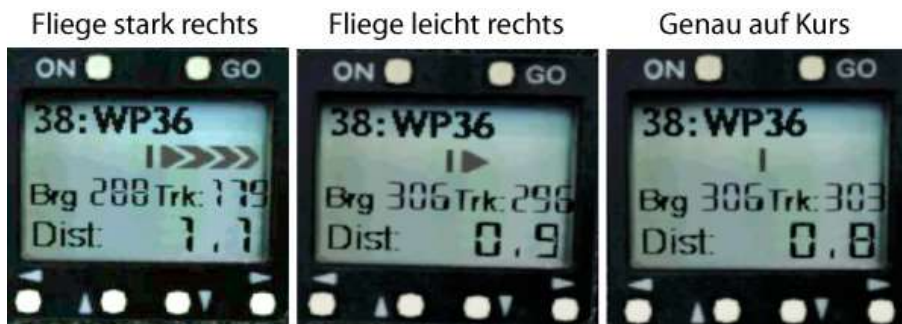 Fliege stark rechts
ON GO
38:WP36
Brg 288 Trk: 179
Dist: 1,1
Fliege leicht rechts
ON GO
38:WP36
Brg 306 Trk: 296
Dist: 0,9
Genau auf Kurs
ON GO
38:WP36
Brg 306 Trk: 303
Dist: 0,8